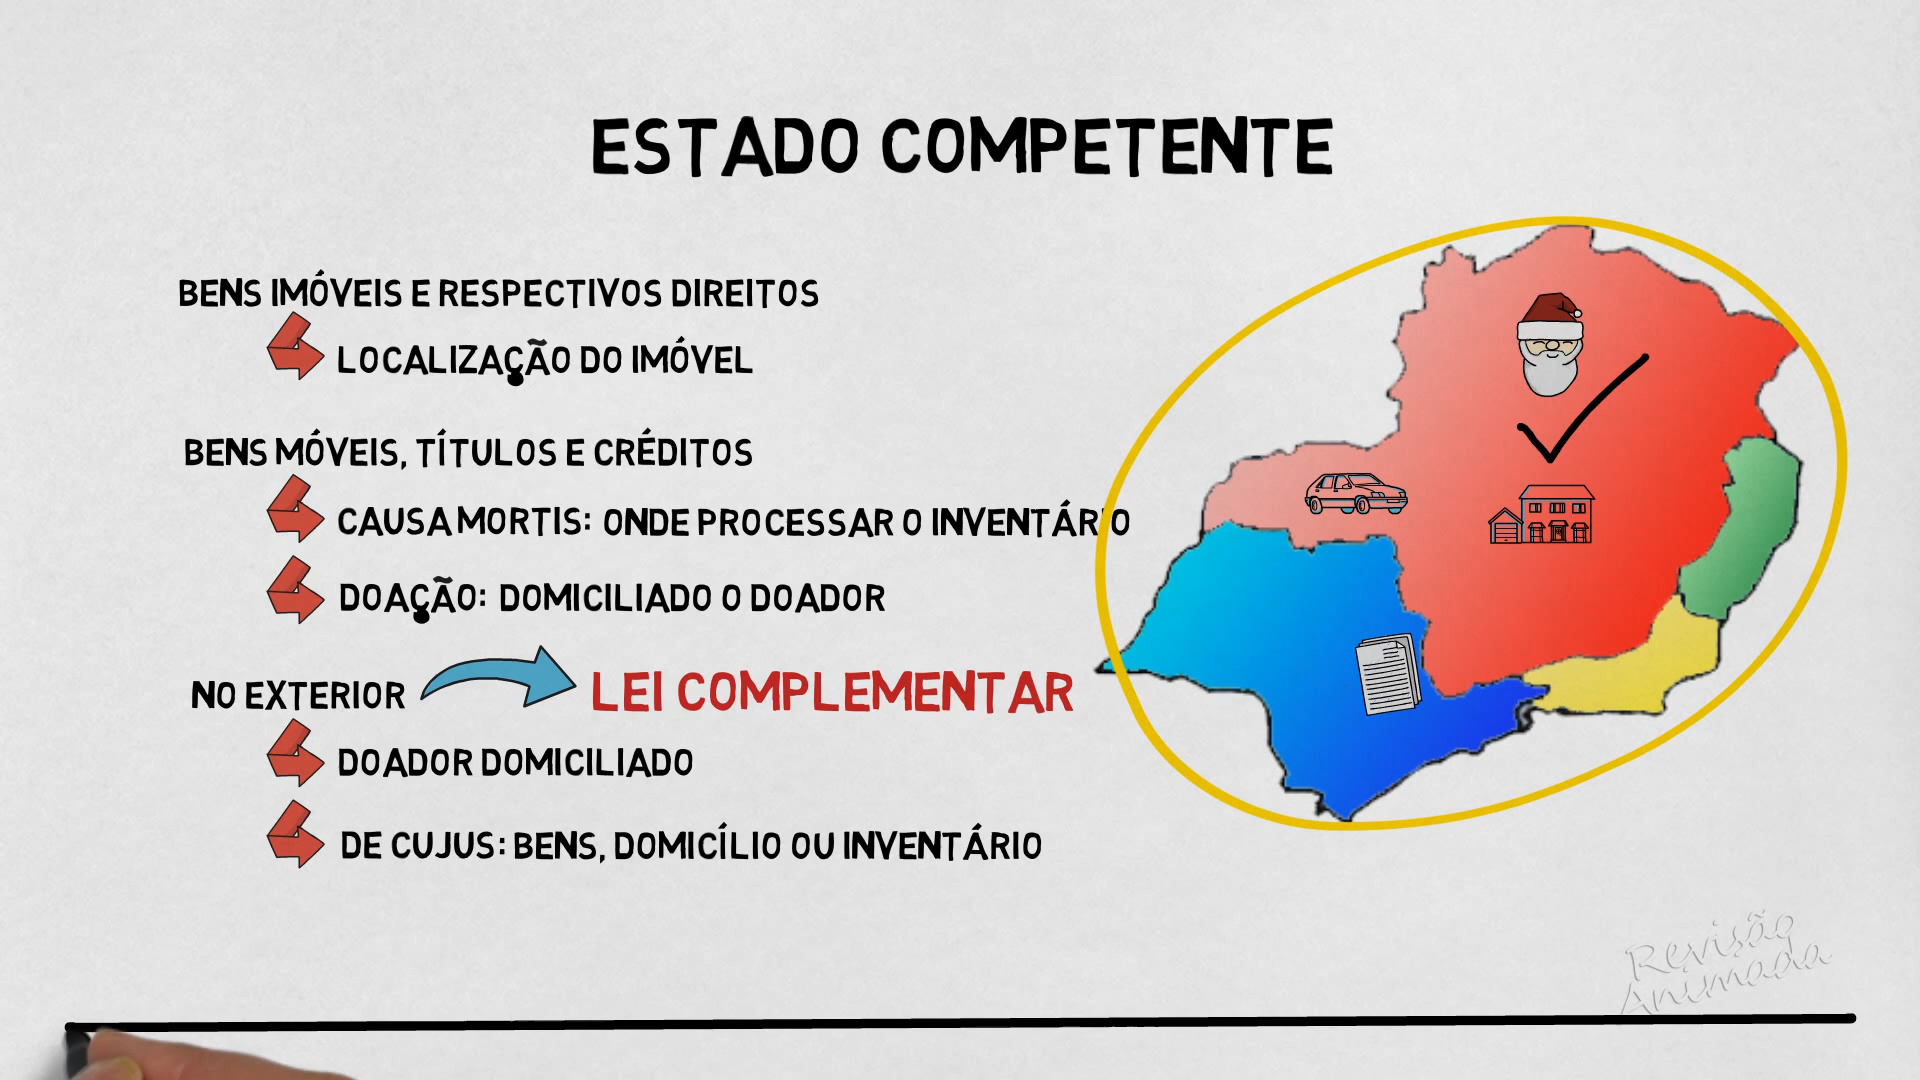 ESTADO COMPETENTE
BENS IMÓVEIS E RESPECTIVOS DIREITOS
LOCALIZAÇÃO DO IMÓVEL
BENS MÓVEIS, TÍTULOS E CRÉDITOS
CAUSA MORTIS: ONDE PROCESSAR O INVENTÁRIO
DOAÇÃO: DOMICILIADO O DOADOR
NO EXTERIOR LEI COMPLEMENTAR
DOADOR DOMICILIADO
DE CUJUS: BENS, DOMICÍLIO OU INVENTÁRIO
Revisão
Animada